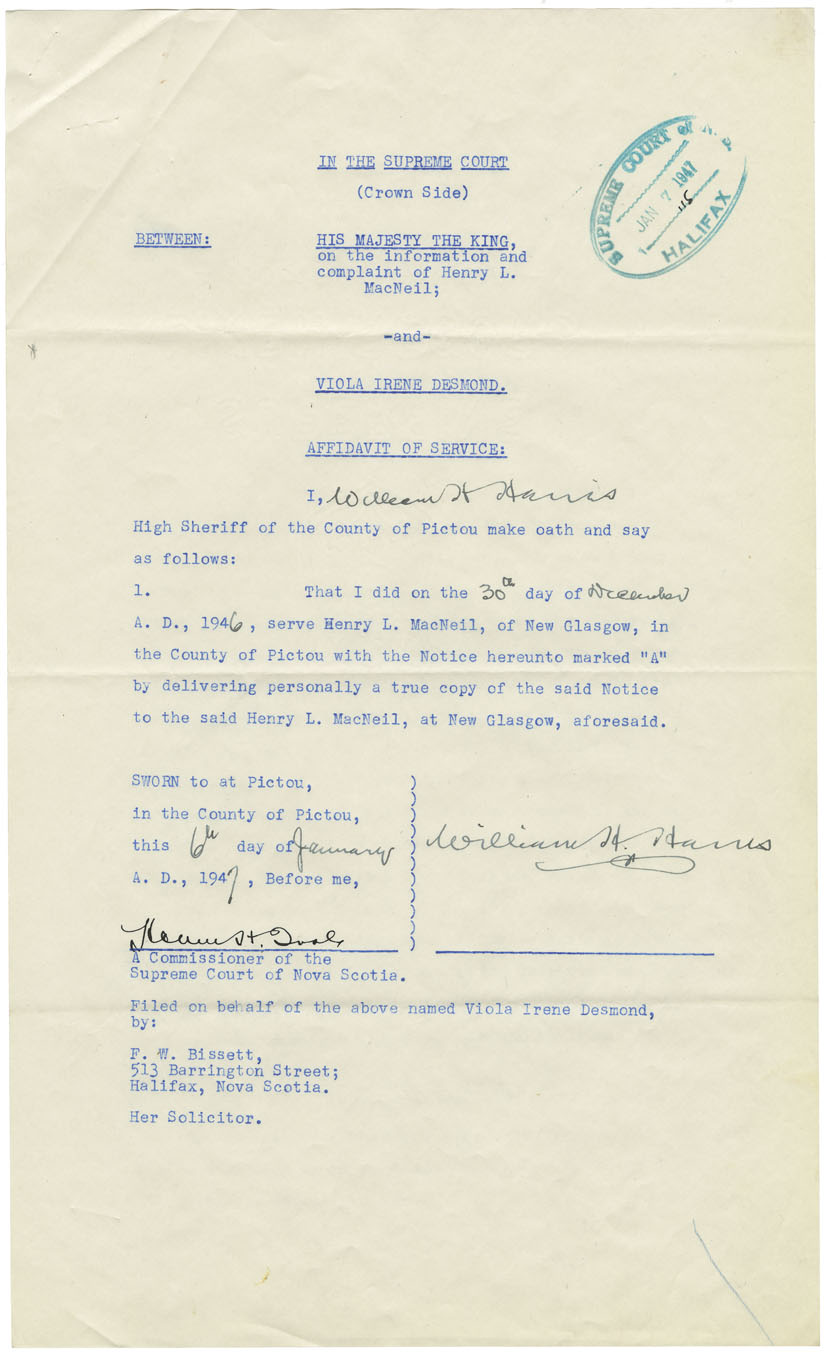 IN THE SUPREME COURT
(Crown Side)
SUPREME COURT of N. S.
JAN 7 1947
HALIFAX
BETWEEN:
HIS MAJESTY THE KING,
on the information and
complaint of Henry L.
MacNeil;
-and-
VIOLA IRENE DESMOND.
AFFIDAVIT OF SERVICE:
I, William H Harris
High Sheriff of the County of Pictou make oath and say
as follows:
1. That I did on the 30th day of December
A. D., 1946, serve Henry L. MacNeil, of New Glasgow, in
the County of Pictou with the Notice hereunto marked "A"
by delivering personally a true copy of the said Notice
to the said Henry L. MacNeil, at New Glasgow, aforesaid.
SWORN to at Pictou,
in the County of Pictou,
this 6th day of January
A. D., 1947, Before me,
William H. Harris
A Commissioner of the
Supreme Court of Nova Scotia.
Filed on behalf of the above named Viola Irene Desmond,
by:
F. W. Bissett,
513 Barrington Street;
Halifax, Nova Scotia.
Her Solicitor.